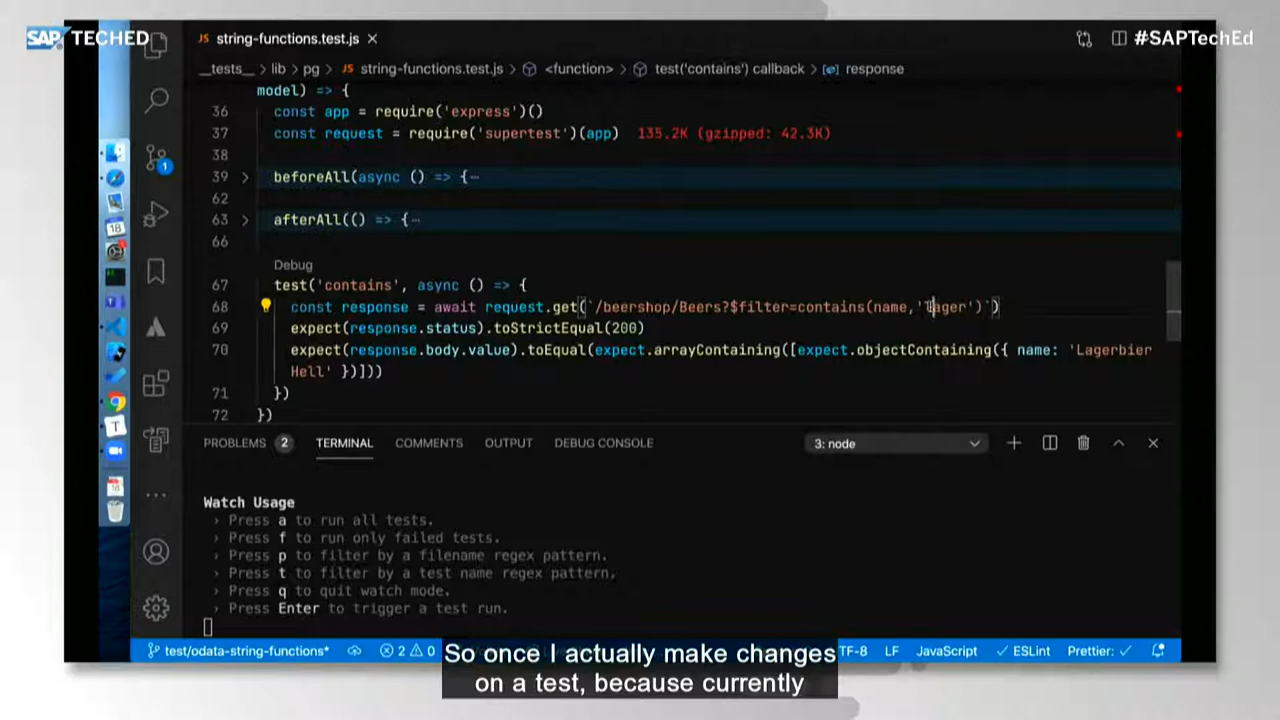 SAP TECHED
#SAPTechEd
JS string-functions.test.js ×
__tests__ > lib > pg > JS string-functions.test.js > <function> > test('contains') callback > response
model) => {
36 const app = require('express')()
37 const request = require('supertest')(app) 135.2K (gzipped: 42.3K)
38
39 > beforeAll(async () => {…
62
63 > afterAll(() => {…
66
Debug
67 test('contains', async () => {
68 const response = await request.get(`/beershop/Beers?$filter=contains(name,'lager')`)
69 expect(response.status).toStrictEqual(200)
70 expect(response.body.value).toEqual(expect.arrayContaining([expect.objectContaining({ name: 'Lagerbier
Hell' })]))
71 })
72 })
PROBLEMS 2 TERMINAL COMMENTS OUTPUT DEBUG CONSOLE 3: node
Watch Usage
› Press a to run all tests.
› Press f to run only failed tests.
› Press p to filter by a filename regex pattern.
› Press t to filter by a test name regex pattern.
› Press q to quit watch mode.
› Press Enter to trigger a test run.
test/odata-string-functions* 2 0 TF-8 LF JavaScript ESLint Prettier:
So once I actually make changes
on a test, because currently